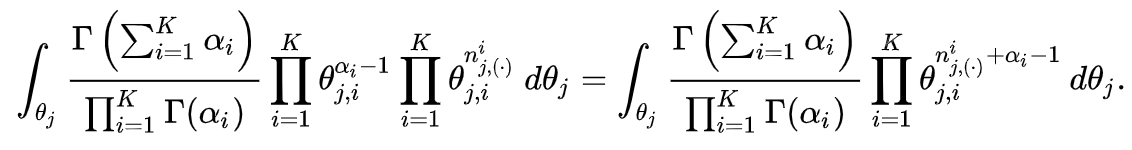 \int_{\theta_j} \frac{\Gamma\left(\sum_{i=1}^{K} \alpha_i\right)}{\prod_{i=1}^{K} \Gamma(\alpha_i)} \prod_{i=1}^{K} \theta_{j,i}^{\alpha_i-1} \prod_{i=1}^{K} \theta_{j,i}^{n_{j,(\cdot)}^{i}} \, d\theta_j = \int_{\theta_j} \frac{\Gamma\left(\sum_{i=1}^{K} \alpha_i\right)}{\prod_{i=1}^{K} \Gamma(\alpha_i)} \prod_{i=1}^{K} \theta_{j,i}^{n_{j,(\cdot)}^{i}+\alpha_i-1} \, d\theta_j.